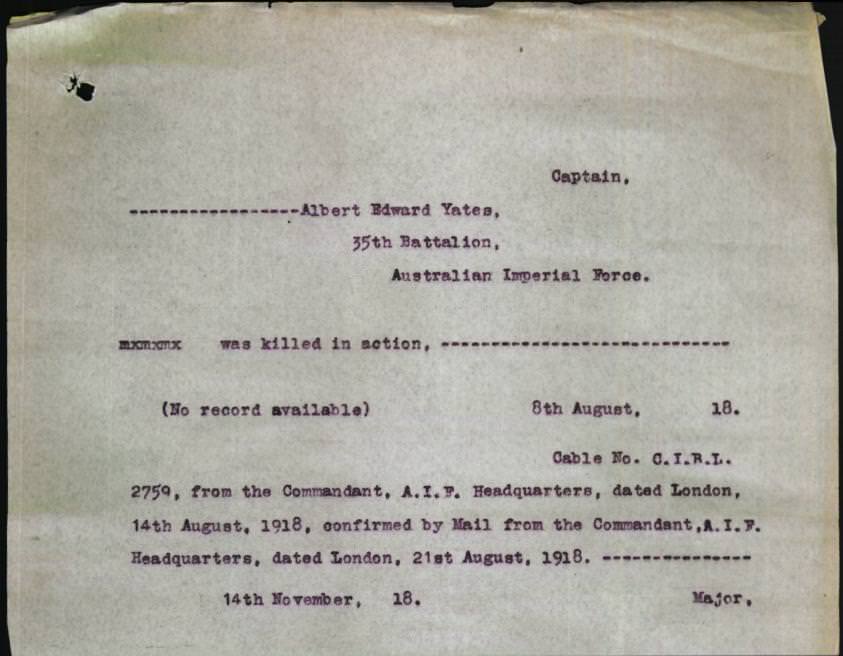 Captain,
-----------------Albert Edward Yates,
35th Battalion,
Australian Imperial Force.
mxmxmx was killed in action, -----------------------------
(No record available) 8th August, 18.
Cable No. C.I.R.L.
2759, from the Commandant, A.I.F. Headquarters, dated London,
14th August, 1918, confirmed by Mail from the Commandant,A.I.F.
Headquarters, dated London, 21st August, 1918. ---------------
14th November, 18. Major,